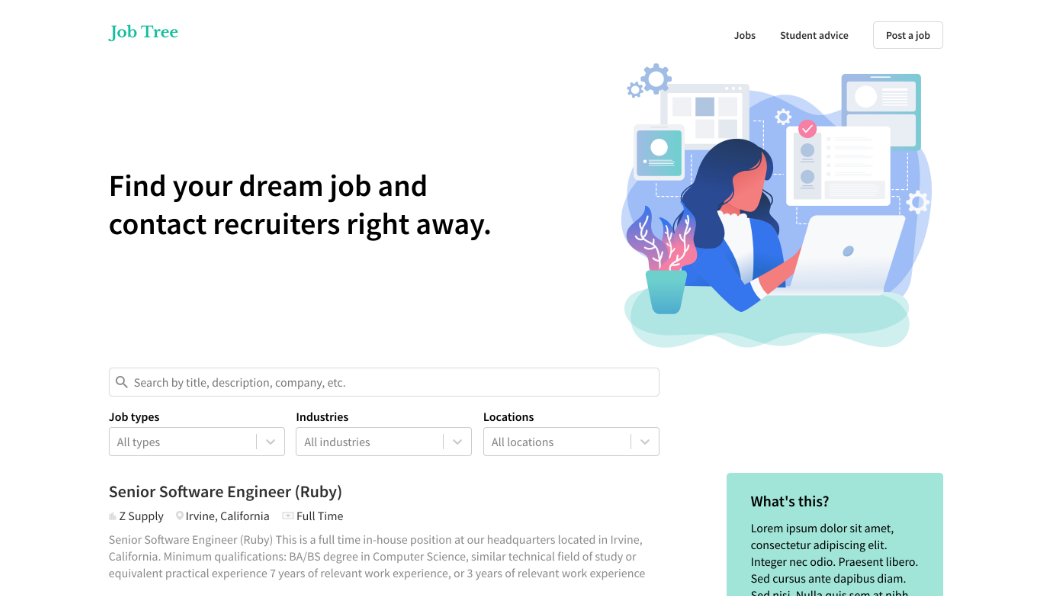 Job Tree
Jobs
Student advice
Post a job
Find your dream job and
contact recruiters right away.
Search by title, description, company, etc.
Job types
Industries
Locations
All types
All industries
All locations
Senior Software Engineer (Ruby)
Z Supply
Irvine, California
Full Time
Senior Software Engineer (Ruby) This is a full time in-house position at our headquarters located in Irvine,
California. Minimum qualifications: BA/BS degree in Computer Science, similar technical field of study or
equivalent practical experience 7 years of relevant work experience, or 3 years of relevant work experience
What's this?
Lorem ipsum dolor sit amet,
consectetur adipiscing elit.
Integer nec odio. Praesent libero.
Sed cursus ante dapibus diam.
Sed nisi. Nulla quis sem at nibh